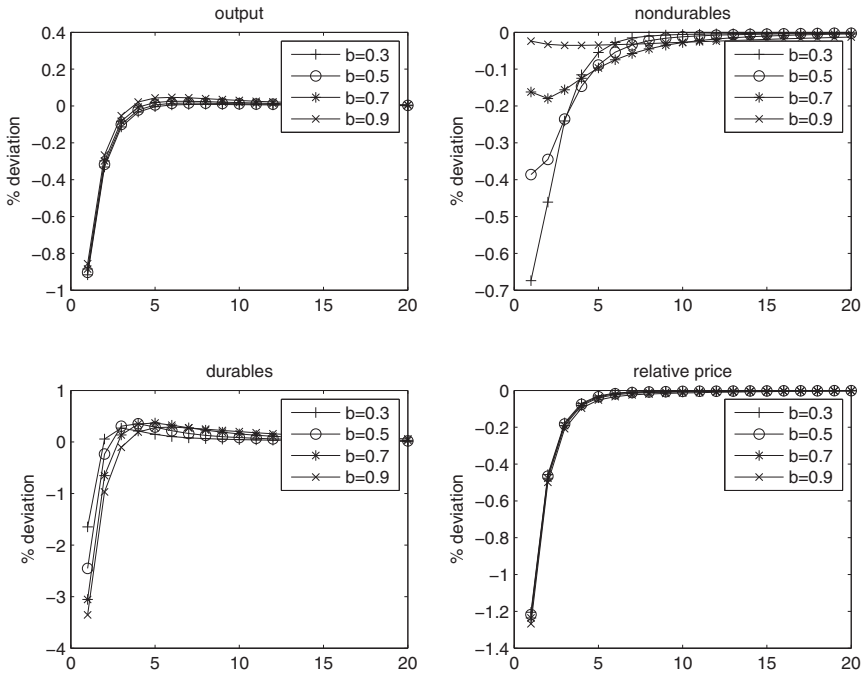 output
% deviation
0.4
0.2
0
−0.2
−0.4
−0.6
−0.8
−1
0 5 10 15 20
b=0.3
b=0.5
b=0.7
b=0.9
nondurables
% deviation
0
−0.1
−0.2
−0.3
−0.4
−0.5
−0.6
−0.7
0 5 10 15 20
b=0.3
b=0.5
b=0.7
b=0.9
durables
% deviation
1
0
−1
−2
−3
−4
0 5 10 15 20
b=0.3
b=0.5
b=0.7
b=0.9
relative price
% deviation
0
−0.2
−0.4
−0.6
−0.8
−1
−1.2
−1.4
0 5 10 15 20
b=0.3
b=0.5
b=0.7
b=0.9